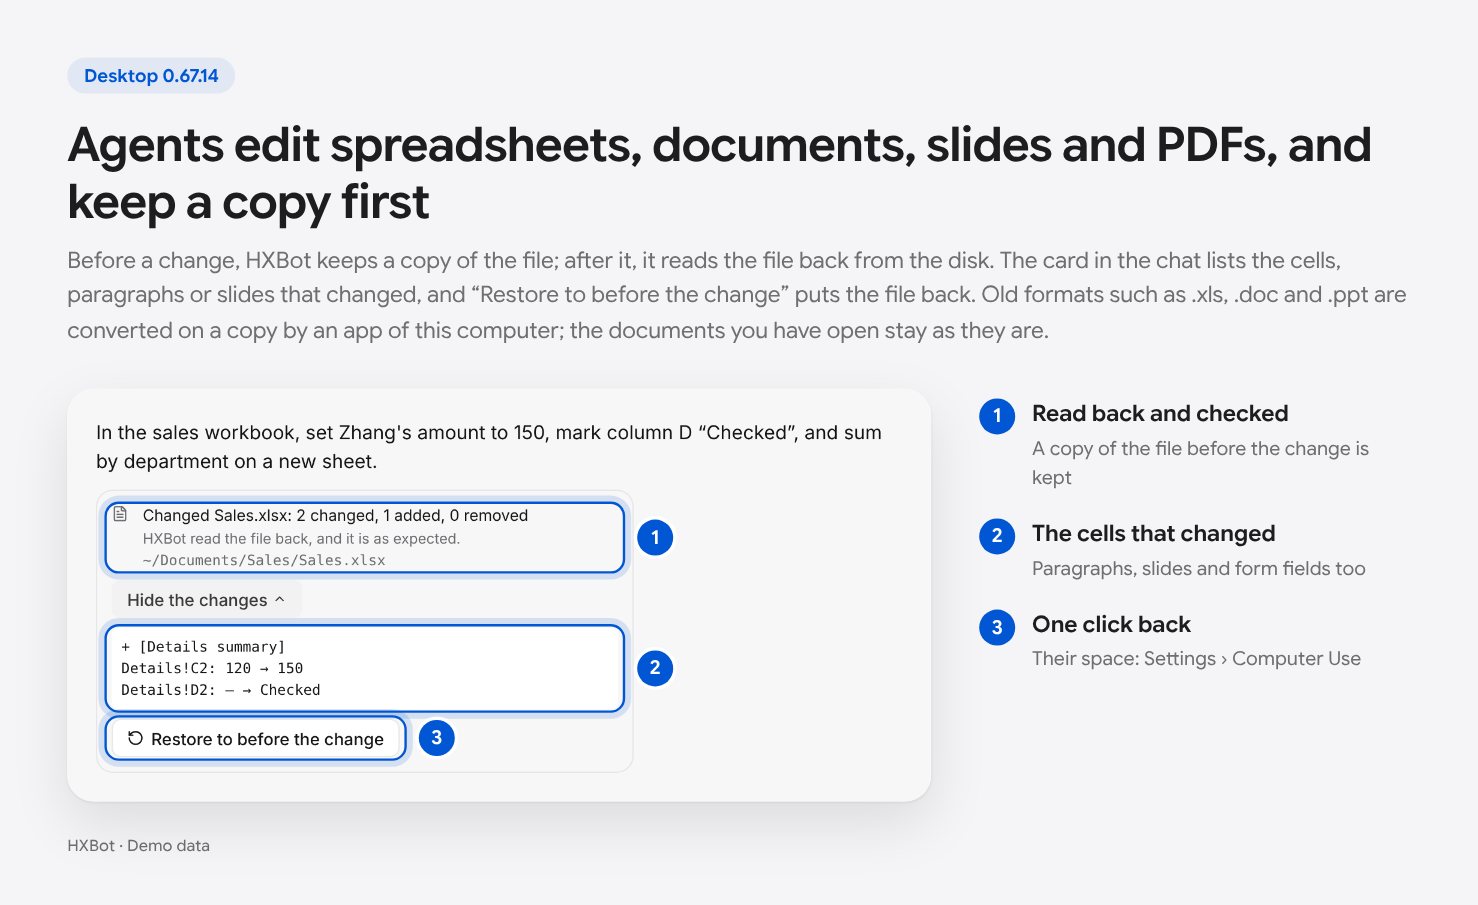 Desktop 0.67.14
Agents edit spreadsheets, documents, slides and PDFs, and
keep a copy first
Before a change, HXBot keeps a copy of the file; after it, it reads the file back from the disk. The card in the chat lists the cells,
paragraphs or slides that changed, and “Restore to before the change” puts the file back. Old formats such as .xls, .doc and .ppt are
converted on a copy by an app of this computer; the documents you have open stay as they are.
In the sales workbook, set Zhang's amount to 150, mark column D “Checked”, and sum
by department on a new sheet.
Changed Sales.xlsx: 2 changed, 1 added, 0 removed
HXBot read the file back, and it is as expected.
~/Documents/Sales/Sales.xlsx
1
Hide the changes
+ [Details summary]
Details!C2: 120 → 150
Details!D2: — → Checked
2
Restore to before the change
3
1 Read back and checked
A copy of the file before the change is
kept
2 The cells that changed
Paragraphs, slides and form fields too
3 One click back
Their space: Settings › Computer Use
HXBot · Demo data